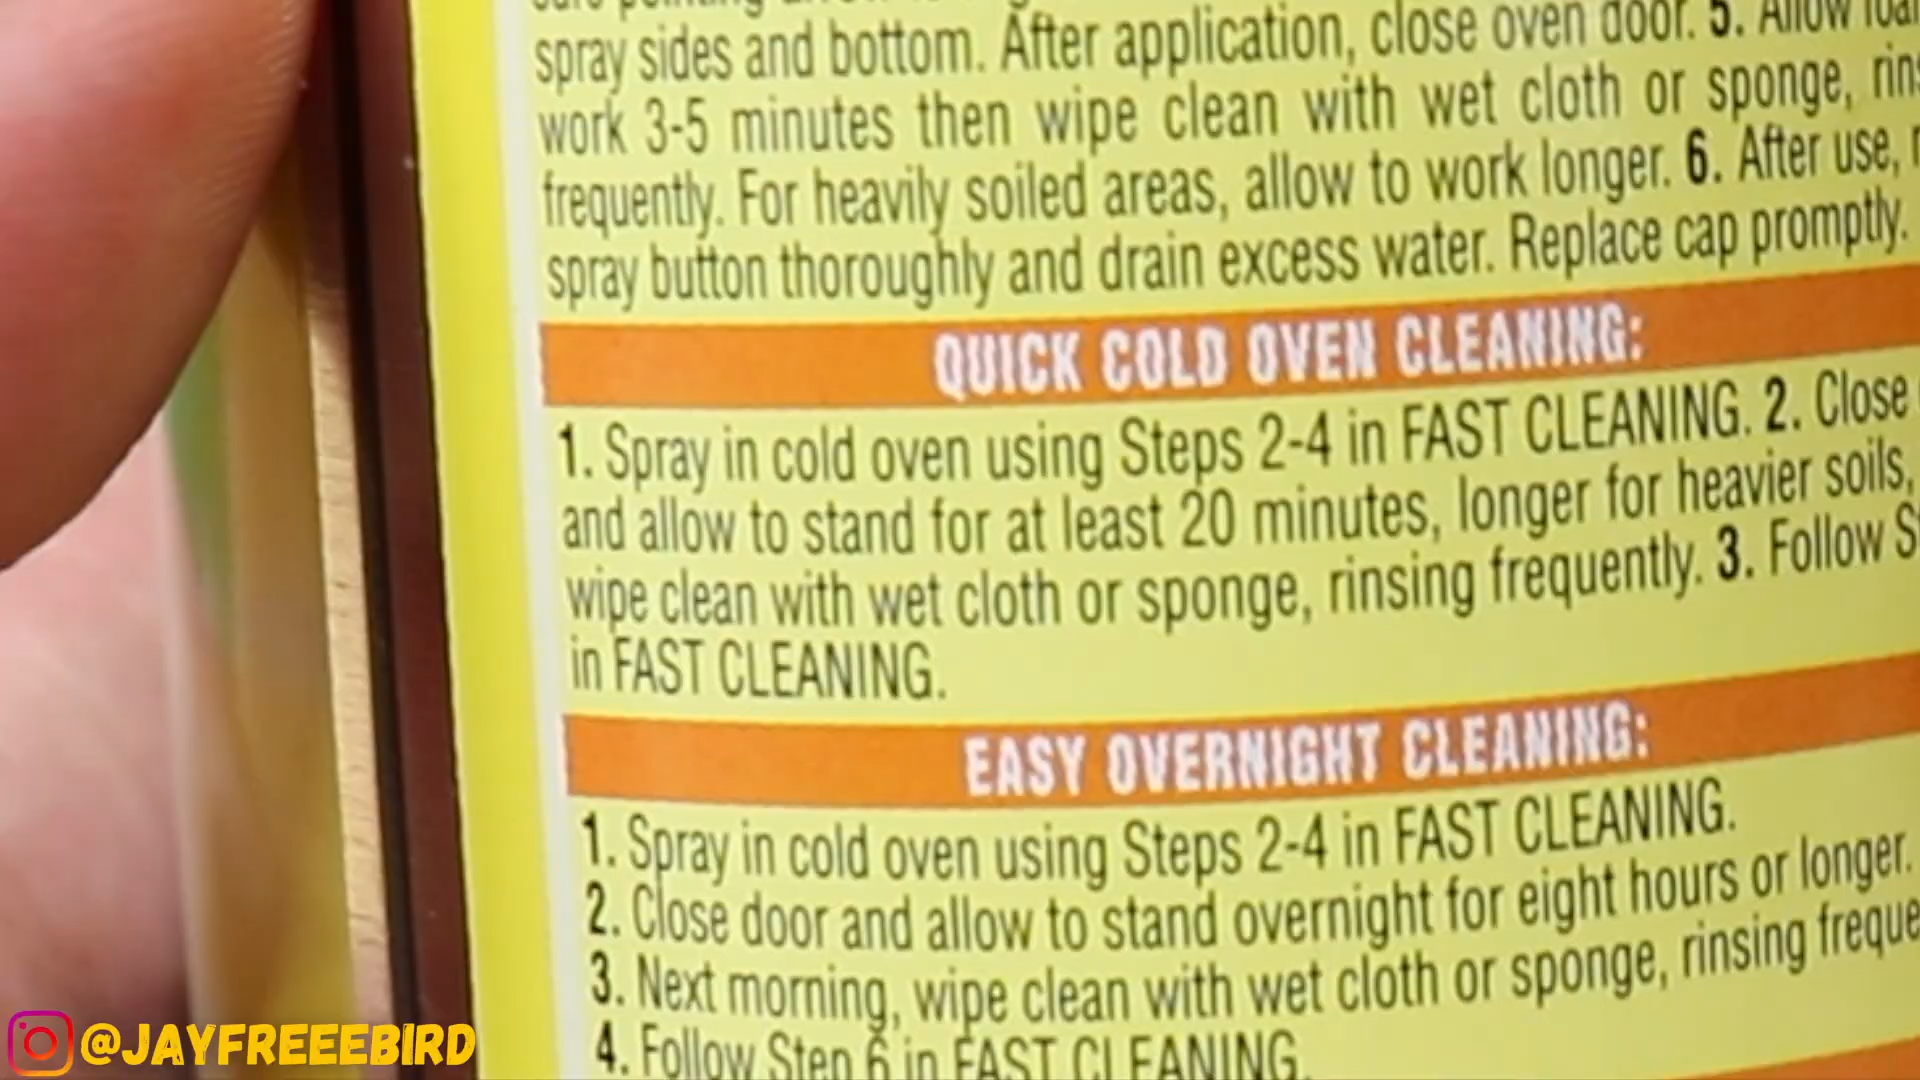 spray sides and bottom. After application, close oven door. 5. Allow
work 3-5 minutes then wipe clean with wet cloth or sponge,
frequently. For heavily soiled areas, allow to work longer. 6. After use,
spray button thoroughly and drain excess water. Replace cap promptly.
QUICK COLD OVEN CLEANING:
1. Spray in cold oven using Steps 2-4 in FAST CLEANING. 2. Close
and allow to stand for at least 20 minutes, longer for heavier soils,
wipe clean with wet cloth or sponge, rinsing frequently. 3. Follow
in FAST CLEANING.
EASY OVERNIGHT CLEANING:
1. Spray in cold oven using Steps 2-4 in FAST CLEANING.
2. Close door and allow to stand overnight for eight hours or longer.
3. Next morning, wipe clean with wet cloth or sponge, rinsing
4. Follow Step 6 in FAST CLEANING.
@JAYFREEEBIRD